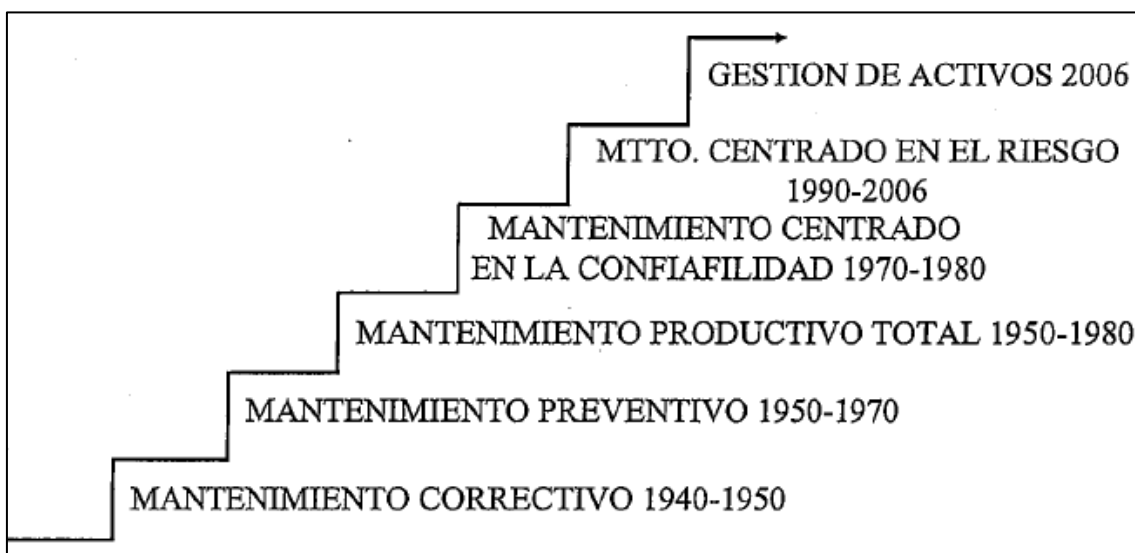 GESTION DE ACTIVOS 2006
MTTO. CENTRADO EN EL RIESGO
1990-2006
MANTENIMIENTO CENTRADO
EN LA CONFIAFILIDAD 1970-1980
MANTENIMIENTO PRODUCTIVO TOTAL 1950-1980
MANTENIMIENTO PREVENTIVO 1950-1970
MANTENIMIENTO CORRECTIVO 1940-1950